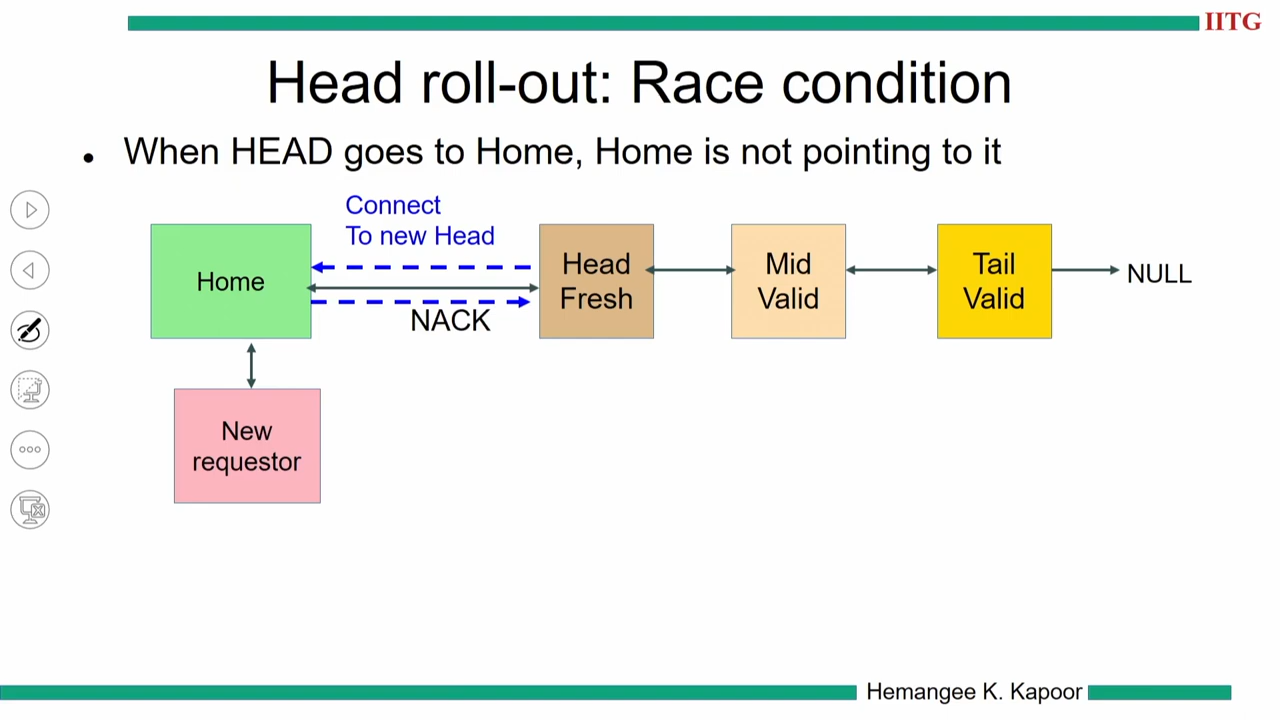 IITG
Head roll-out: Race condition
• When HEAD goes to Home, Home is not pointing to it
Connect
To new Head
Home
NACK
Head
Fresh
Mid
Valid
Tail
Valid
NULL
New
requestor
Hemangee K. Kapoor